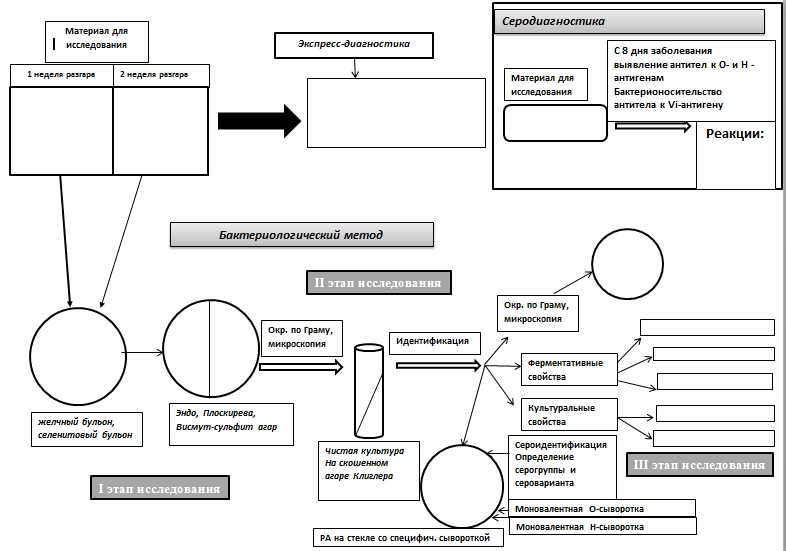 Материал для
исследования
1 неделя разгара
2 неделя разгара
Экспресс-диагностика
Серодиагностика
Материал для
исследования
С 8 дня заболевания
выявление антител к О- и Н -
антигенам
Бактерионосительство
антитела к Vi-антигену
Реакции:
Бактериологический метод
II этап исследования
Окр. по Граму,
микроскопия
Идентификация
Окр. по Граму,
микроскопия
Ферментативные
свойства
Культуральные
свойства
желчный бульон,
селенитовый бульон
Эндо, Плоскирева,
Висмут-сульфит агар
Чистая культура
На скошенном
агаре Клиглера
Сероидентификация
Определение
серогруппы и
сероварианта
III этап исследования
I этап исследования
Моновалентная О-сыворотка
Моновалентная Н-сыворотка
РА на стекле со специфич. сывороткой